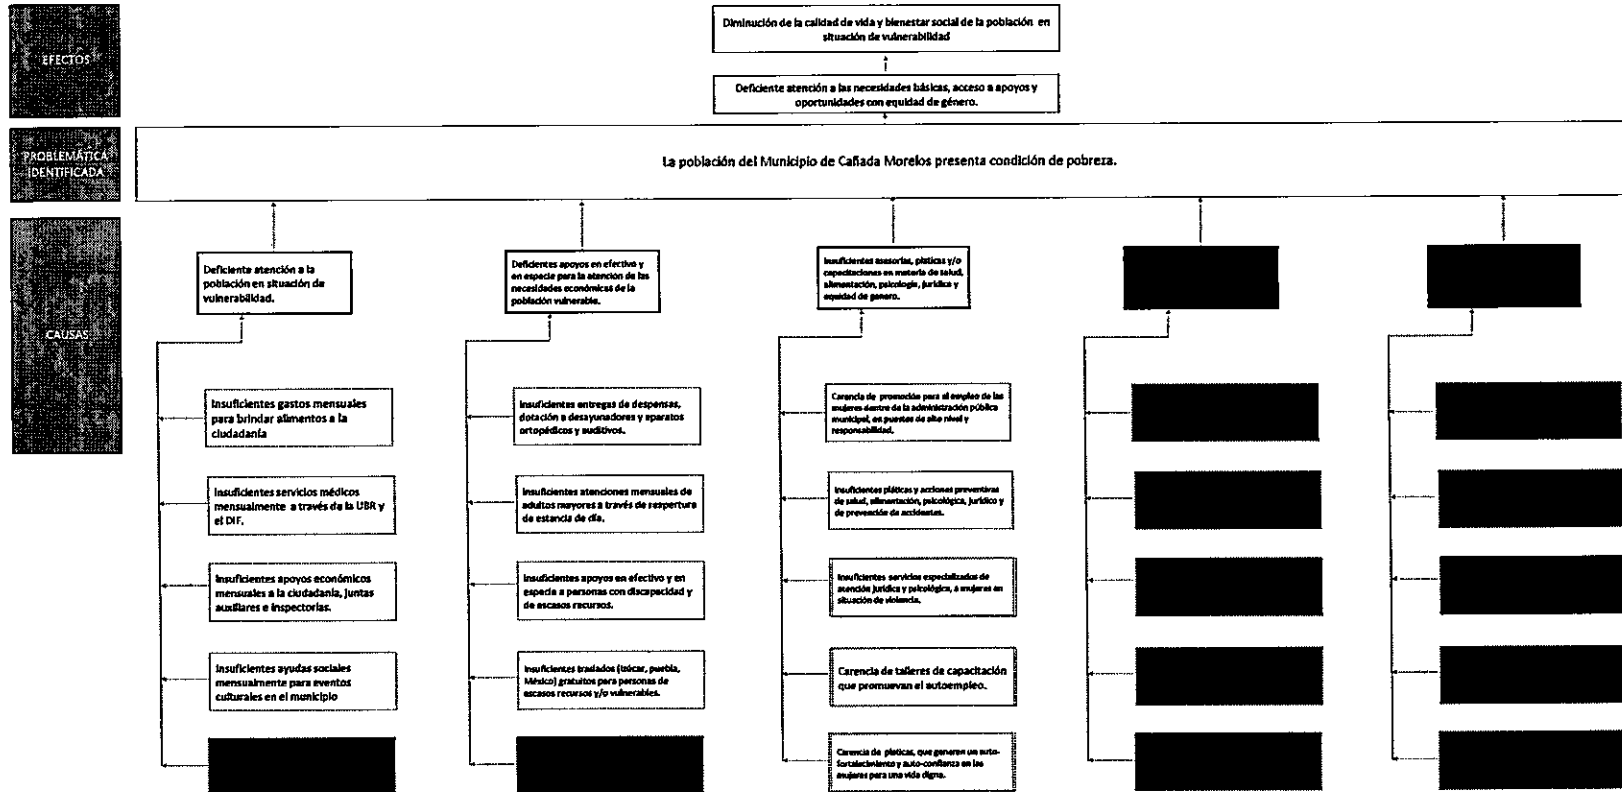 EFECTOS
Diminución de la calidad de vida y bienestar social de la población en
situación de vulnerabilidad
Deficiente atención a las necesidades básicas, acceso a apoyos y
oportunidades con equidad de género.
PROBLEMÁTICA
IDENTIFICADA
La población del Municipio de Cañada Morelos presenta condición de pobreza.
CAUSAS
Deficiente atención a la
población en situación de
vulnerabilidad.
Insuficientes gastos mensuales
para brindar alimentos a la
ciudadanía
Insuficientes servicios médicos
mensualmente a través de la UBR y
el DIF.
Insuficientes apoyos económicos
mensuales a la ciudadanía, juntas
auxiliares e inspectorias.
Insuficientes ayudas sociales
mensualmente para eventos
culturales en el municipio
Deficientes apoyos en efectivo y
en especie para la atención de las
necesidades económicas de la
población vulnerable.
Insuficientes entregas de despensas,
dotación a desayunadores y aparatos
ortopédicos y auditivos.
Insuficientes atenciones mensuales de
adultos mayores a través de reapertura
de estancia de día.
Insuficientes apoyos en efectivo y en
especie a personas con discapacidad y
de escasos recursos.
Insuficientes traslados (Izúcar, puebla,
México) gratuitos para personas de
escasos recursos y/o vulnerables.
Insuficientes asesorías, pláticas y/o
capacitaciones en materia de salud,
alimentación, psicología, jurídica y
equidad de genero.
Carencia de promoción para el empleo de las
mujeres dentro de la administración pública
municipal, en puestos de alto nivel y
responsabilidad.
Insuficientes pláticas y acciones preventivas
de salud, alimentación, psicológica, jurídico y
de prevención de accidentes.
Insuficientes servicios especializados de
atención jurídica y psicológica, a mujeres en
situación de violencia.
Carencia de talleres de capacitación
que promuevan el autoempleo.
Carencia de platicas, que generen un auto-
fortalecimiento y auto-confianza en las
mujeres para una vida digna.